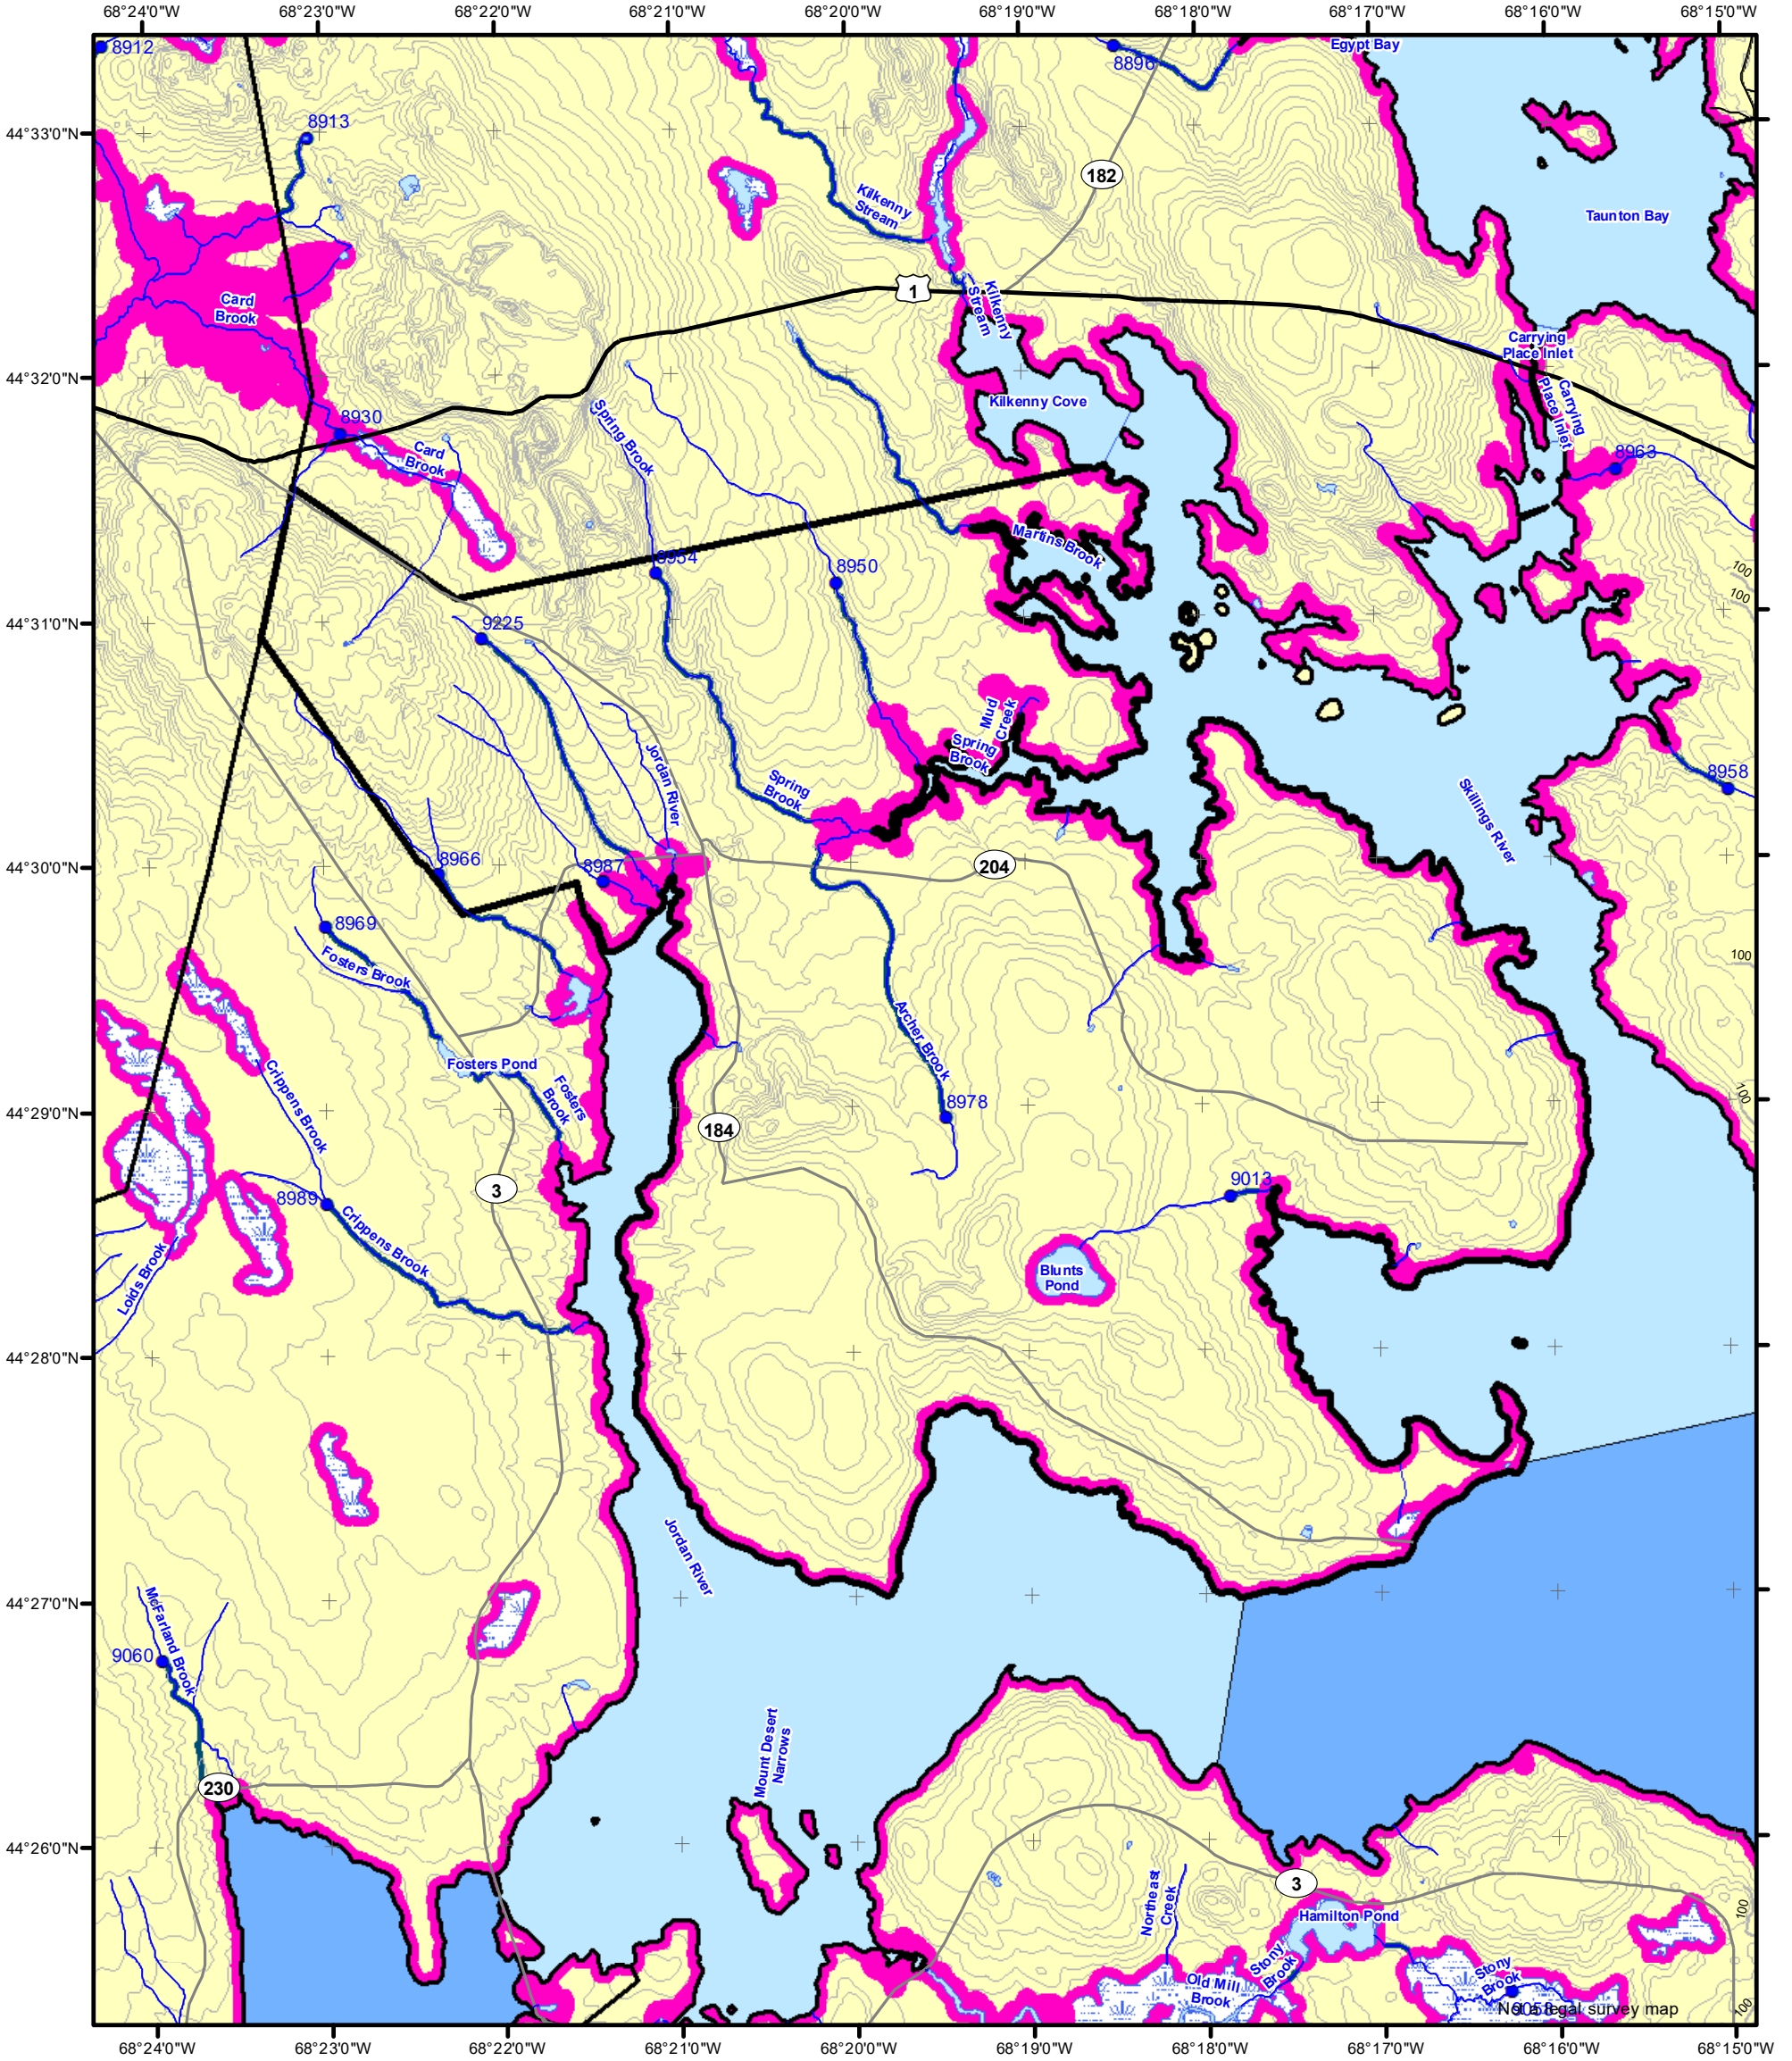 68°24'0"W
68°23'0"W
68°22'0"W
68°21'0"W
68°20'0"W
68°19'0"W
68°18'0"W
68°17'0"W
68°16'0"W
68°15'0"W
8912
Egypt Bay
8896
8913
44°33'0"N
182
Kilkenny
Stream
Taunton Bay
1
Kilkenny
Stream
Card
Brook
Carrying
Place Inlet
44°32'0"N
Carrying
Place Inlet
Kilkenny Cove
8930
Spring Brook
Card
Brook
8963
Martins Brook
8954
8950
100
100
44°31'0"N
9225
Mud
Creek
Spring
Brook
Jordan River
Spring
Brook
8958
Skillings River
8966
8987
204
44°30'0"N
8969
Fosters Brook
100
Archer Brook
Fosters Pond
Fosters
Brook
Crippens Brook
8978
100
44°29'0"N
184
3
9013
8989
Crippens Brook
Loids Brook
Blunts
Pond
44°28'0"N
Jordan River
44°27'0"N
McFarland Brook
9060
Mount Desert
Narrows
230
44°26'0"N
Northeast
Creek
3
100
Hamilton Pond
Stony
Brook
Old Mill
Brook
Stony
Brook
9058
Not a legal survey map
100
68°24'0"W
68°23'0"W
68°22'0"W
68°21'0"W
68°20'0"W
68°19'0"W
68°18'0"W
68°17'0"W
68°16'0"W
68°15'0"W